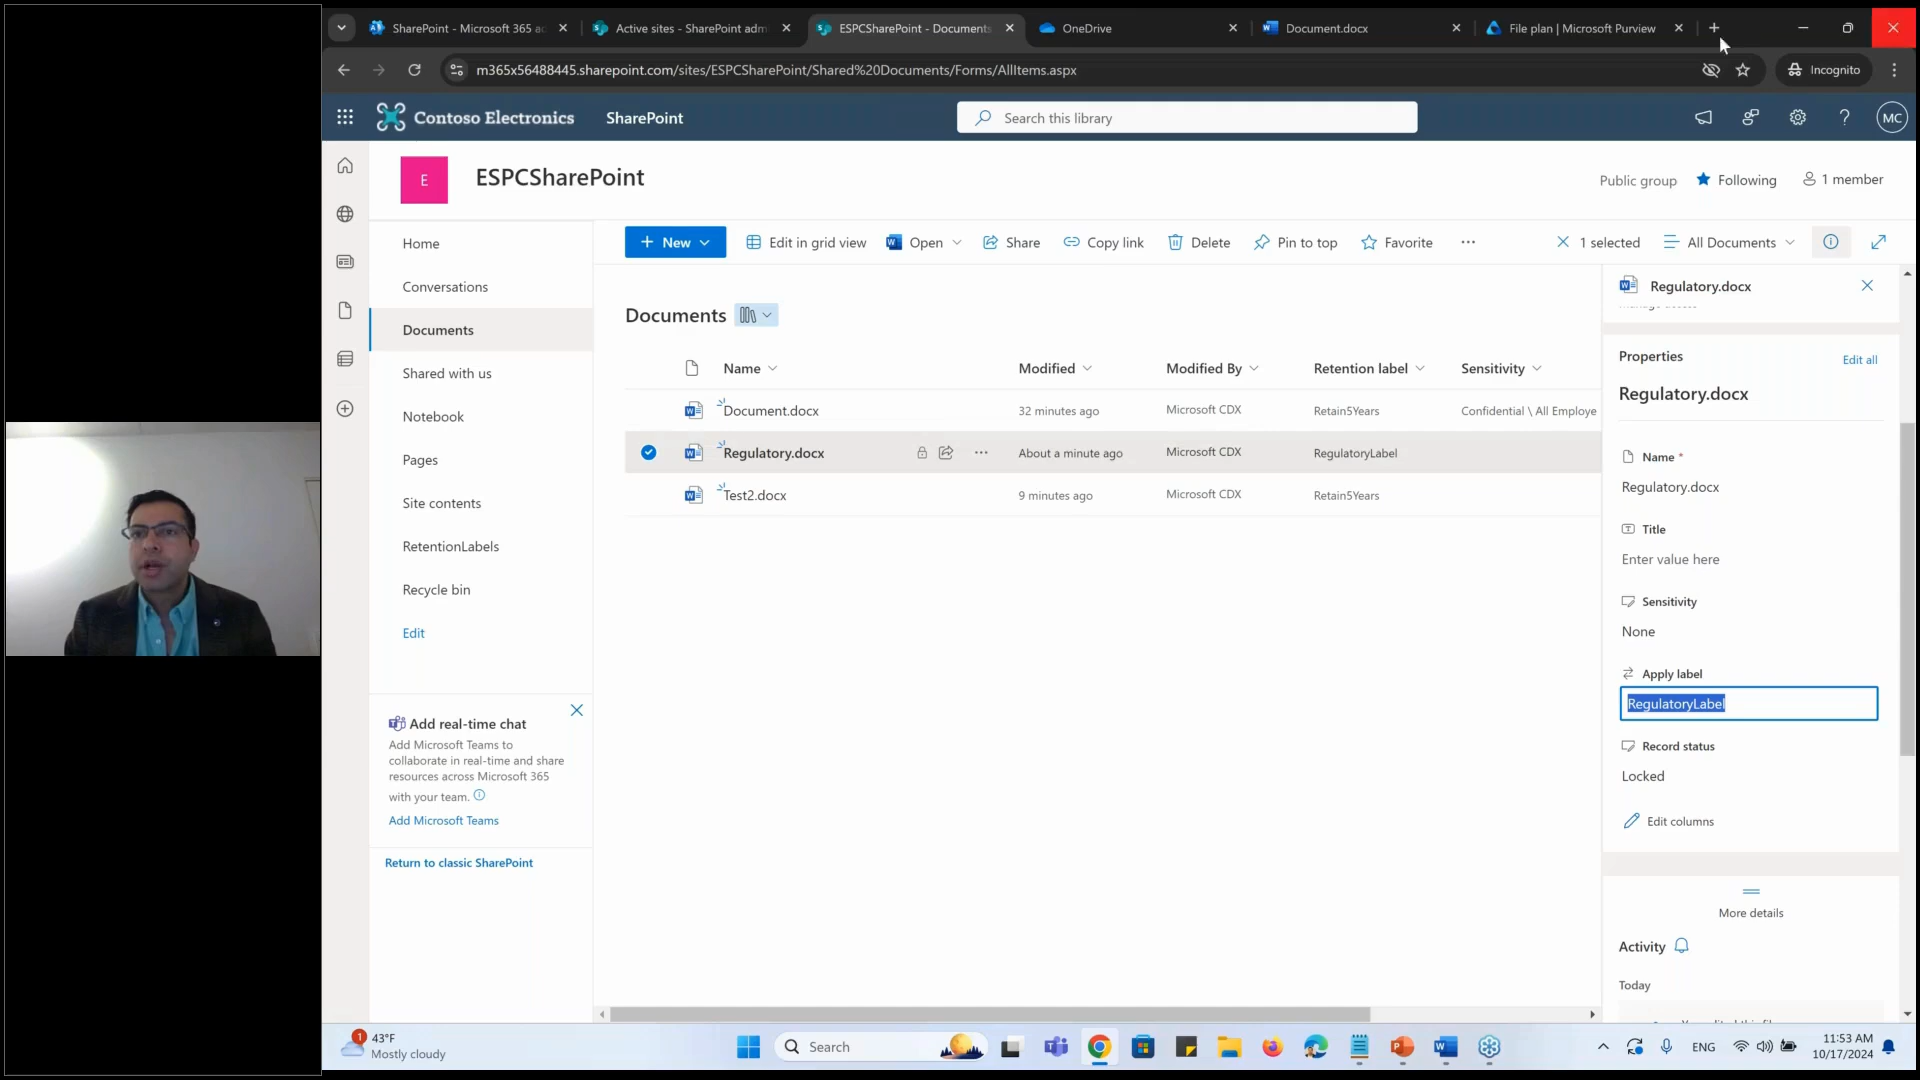 SharePoint - Microsoft 365 ac
Active sites - SharePoint adm
ESPCSharePoint - Documents
OneDrive
Document.docx
File plan | Microsoft Purview
m365x56488445.sharepoint.com/sites/ESPCSharePoint/Shared%20Documents/Forms/AllItems.aspx
Incognito
Contoso Electronics
SharePoint
Search this library
MC
E
ESPCSharePoint
Public group
Following
1 member
Home
Conversations
Documents
Shared with us
Notebook
Pages
Site contents
RetentionLabels
Recycle bin
Edit
Add real-time chat
Add Microsoft Teams to
collaborate in real-time and share
resources across Microsoft 365
with your team.
Add Microsoft Teams
Return to classic SharePoint
New
Edit in grid view
Open
Share
Copy link
Delete
Pin to top
Favorite
1 selected
All Documents
Documents
Name Modified Modified By Retention label Sensitivity
Document.docx 32 minutes ago Microsoft CDX Retain5Years Confidential \ All Employe
Regulatory.docx About a minute ago Microsoft CDX RegulatoryLabel
Test2.docx 9 minutes ago Microsoft CDX Retain5Years
Regulatory.docx
Properties
Edit all
Regulatory.docx
Name *
Regulatory.docx
Title
Enter value here
Sensitivity
None
Apply label
RegulatoryLabel
Record status
Locked
Edit columns
More details
Activity
Today
1
43°F
Mostly cloudy
Search
ENG
11:53 AM
10/17/2024